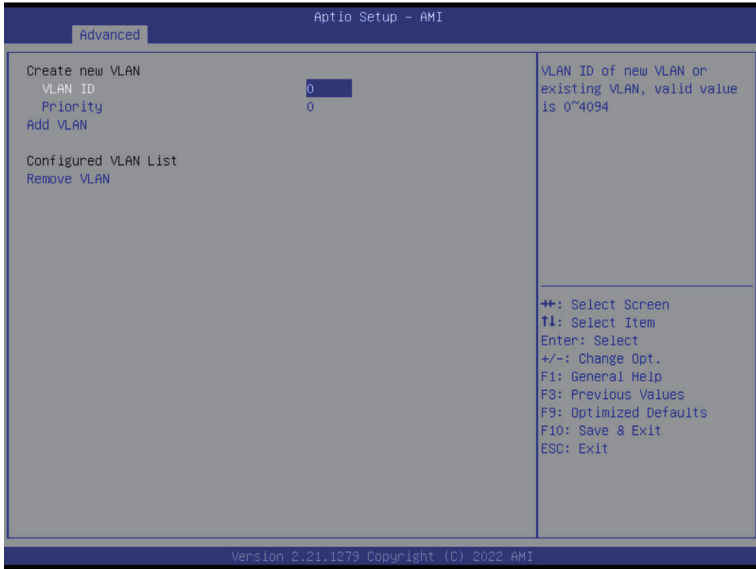 Aptio Setup – AMI
Advanced
Create new VLAN
VLAN ID 0
Priority 0
Add VLAN
Configured VLAN List
Remove VLAN
VLAN ID of new VLAN or
existing VLAN, valid value
is 0~4094
→←: Select Screen
↑↓: Select Item
Enter: Select
+/-: Change Opt.
F1: General Help
F3: Previous Values
F9: Optimized Defaults
F10: Save & Exit
ESC: Exit
Version 2.21.1279 Copyright (C) 2022 AMI